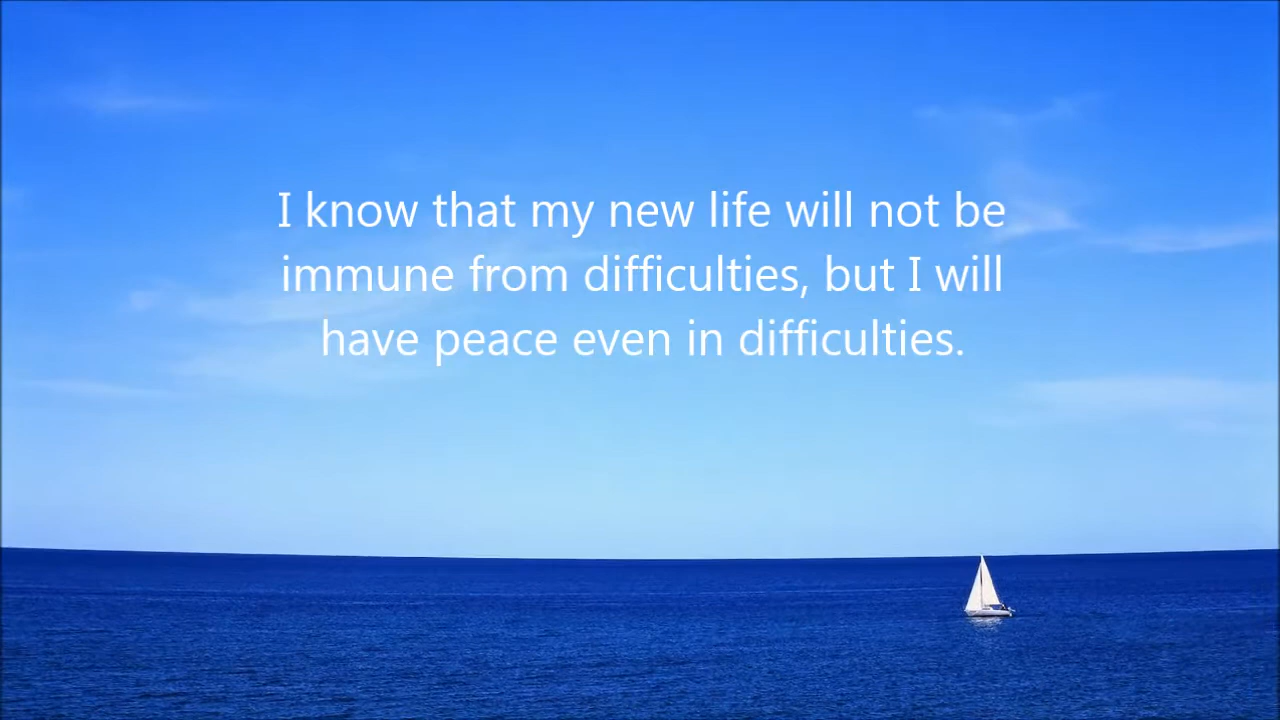 I know that my new life will not be
immune from difficulties, but I will
have peace even in difficulties.